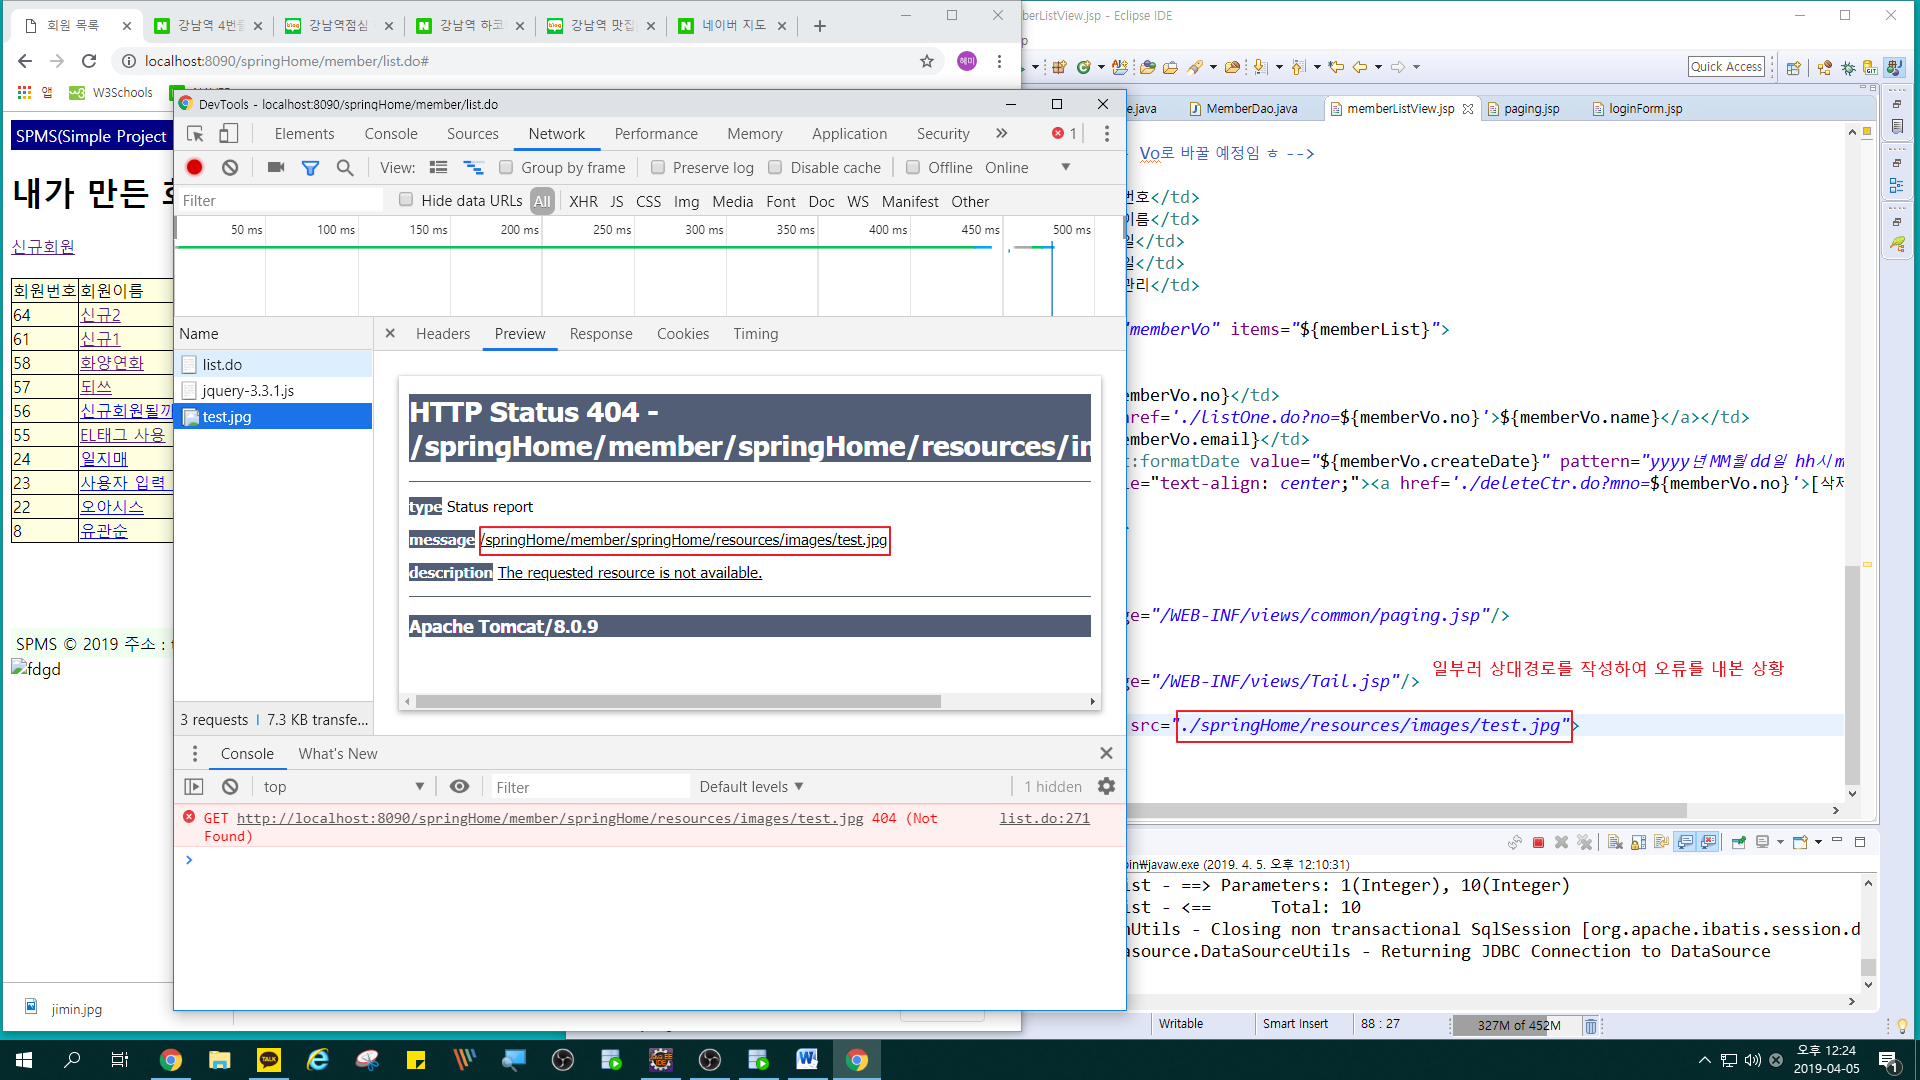 회원 목록
강남역 4번출
강남역점심
강남역 하코
강남역 맛집
네이버 지도
localhost:8090/springHome/member/list.do#
혜미
앱
W3Schools
SPMS(Simple Project
내가 만든
신규회원
회원번호 회원이름
64 신규2
61 신규1
58 화양연화
57 되쓰
56 신규회원될까
55 EL태그 사용
24 일지매
23 사용자 입력
22 오아시스
8 유관순
SPMS © 2019 주소 :
fdgd
jimin.jpg
DevTools - localhost:8090/springHome/member/list.do
Elements Console Sources Network Performance Memory Application Security » 1
View: Group by frame Preserve log Disable cache Offline Online
Filter Hide data URLs All XHR JS CSS Img Media Font Doc WS Manifest Other
50 ms 100 ms 150 ms 200 ms 250 ms 300 ms 350 ms 400 ms 450 ms 500 ms
Name
list.do
jquery-3.3.1.js
test.jpg
3 requests 7.3 KB transfe...
Headers Preview Response Cookies Timing
HTTP Status 404 -
/springHome/member/springHome/resources/im
type Status report
message /springHome/member/springHome/resources/images/test.jpg
description The requested resource is not available.
Apache Tomcat/8.0.9
Console What's New
top Filter Default levels 1 hidden
GET http://localhost:8090/springHome/member/springHome/resources/images/test.jpg 404 (Not list.do:271
Found)
berListView.jsp - Eclipse IDE
p
Quick Access
e.java MemberDao.java memberListView.jsp paging.jsp loginForm.jsp
Vo로 바꿀 예정임 ㅎ -->
번호</td>
이름</td>
일</td>
일</td>
관리</td>
"memberVo" items="${memberList}">
emberVo.no}</td>
href='./listOne.do?no=${memberVo.no}'>${memberVo.name}</a></td>
emberVo.email}</td>
t:formatDate value="${memberVo.createDate}" pattern="yyyy년MM월dd일 hh시m
le="text-align: center;"><a href='./deleteCtr.do?mno=${memberVo.no}'>[삭제
>
ge="/WEB-INF/views/common/paging.jsp"/>
일부러 상대경로를 작성하여 오류를 내본 상황
ge="/WEB-INF/views/Tail.jsp"/>
src="./springHome/resources/images/test.jpg">
bin\javaw.exe (2019. 4. 5. 오후 12:10:31)
ist - ==> Parameters: 1(Integer), 10(Integer)
ist - <== Total: 10
nUtils - Closing non transactional SqlSession [org.apache.ibatis.session.d
asource.DataSourceUtils - Returning JDBC Connection to DataSource
Writable Smart Insert 88 : 27 327M of 452M
TALK
오후 12:24
2019-04-05
1